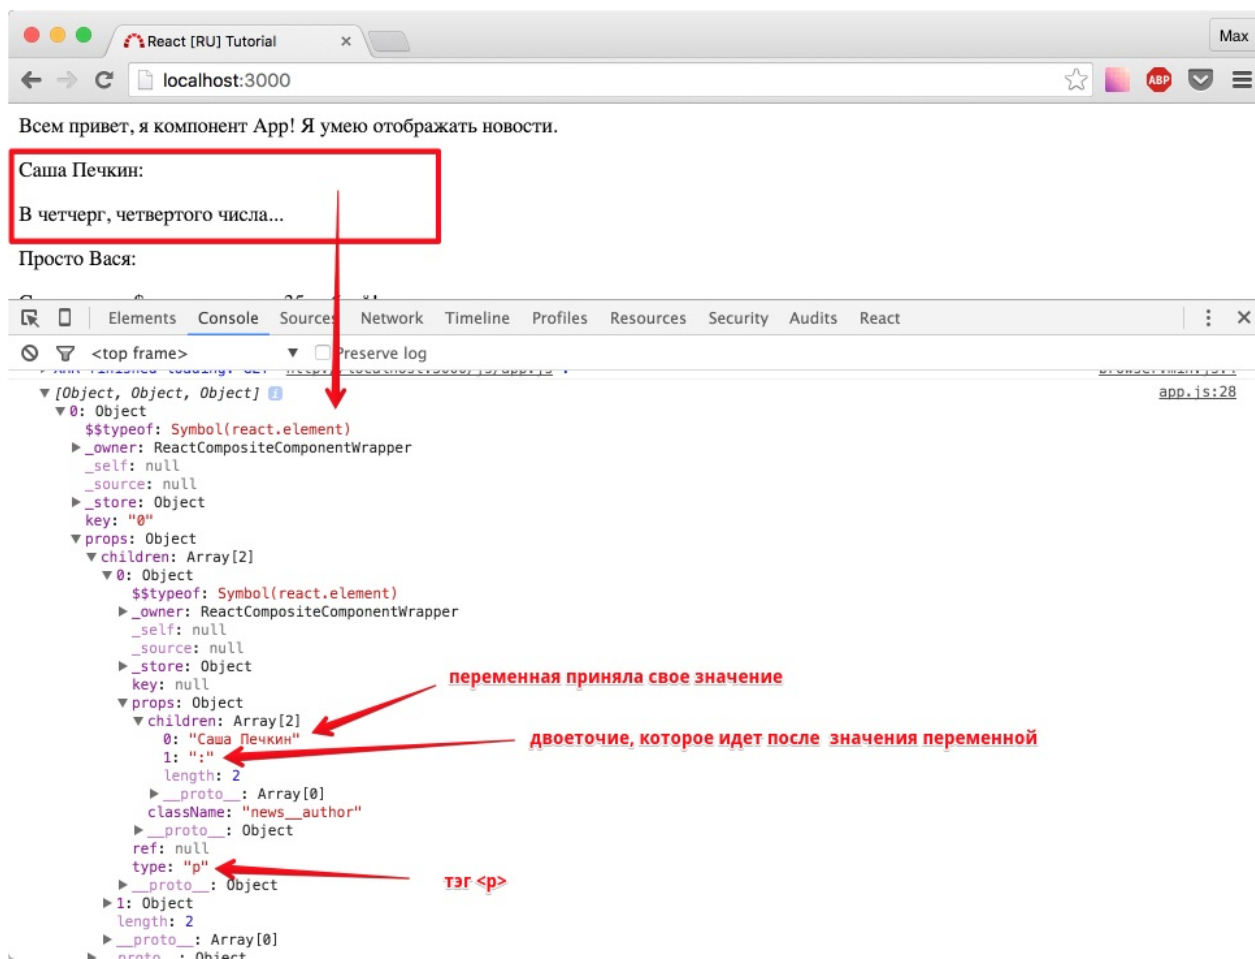 React [RU] Tutorial
Max
localhost:3000
ABP
Всем привет, я компонент App! Я умею отображать новости.
Саша Печкин:
В четчерг, четвертого числа...
Просто Вася:
Elements Console Sources Network Timeline Profiles Resources Security Audits React
<top frame> Preserve log
[Object, Object, Object] app.js:28
0: Object
$$typeof: Symbol(react.element)
_owner: ReactCompositeComponentWrapper
_self: null
_source: null
_store: Object
key: "0"
props: Object
children: Array[2]
0: Object
$$typeof: Symbol(react.element)
_owner: ReactCompositeComponentWrapper
_self: null
_source: null
_store: Object
key: null
переменная приняла свое значение
props: Object
children: Array[2]
0: "Саша Печкин"
двоеточие, которое идет после значения переменной
1: ":"
length: 2
__proto__: Array[0]
className: "news__author"
__proto__: Object
ref: null
type: "p"
тэг <p>
__proto__: Object
1: Object
length: 2
__proto__: Array[0]
__proto__: Object